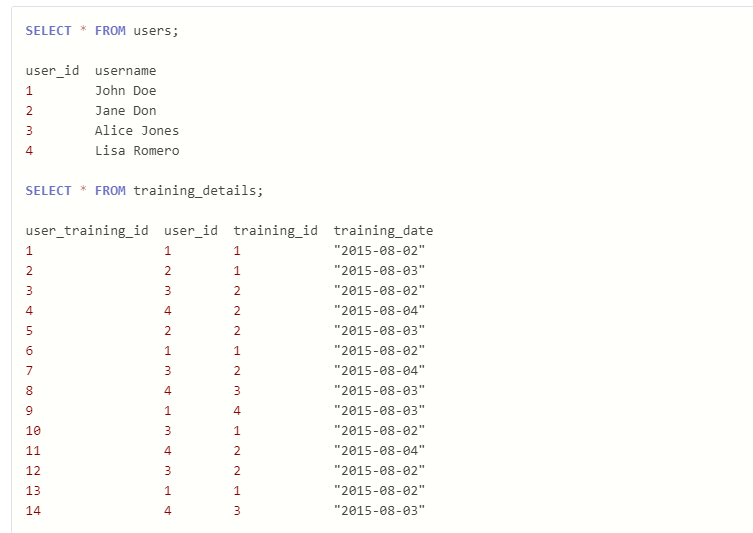 SELECT * FROM users;
user_id username
1 John Doe
2 Jane Don
3 Alice Jones
4 Lisa Romero
SELECT * FROM training_details;
user_training_id user_id training_id training_date
1 1 1 "2015-08-02"
2 2 1 "2015-08-03"
3 3 2 "2015-08-02"
4 4 2 "2015-08-04"
5 2 2 "2015-08-03"
6 1 1 "2015-08-02"
7 3 2 "2015-08-04"
8 4 3 "2015-08-03"
9 1 4 "2015-08-03"
10 3 1 "2015-08-02"
11 4 2 "2015-08-04"
12 3 2 "2015-08-02"
13 1 1 "2015-08-02"
14 4 3 "2015-08-03"